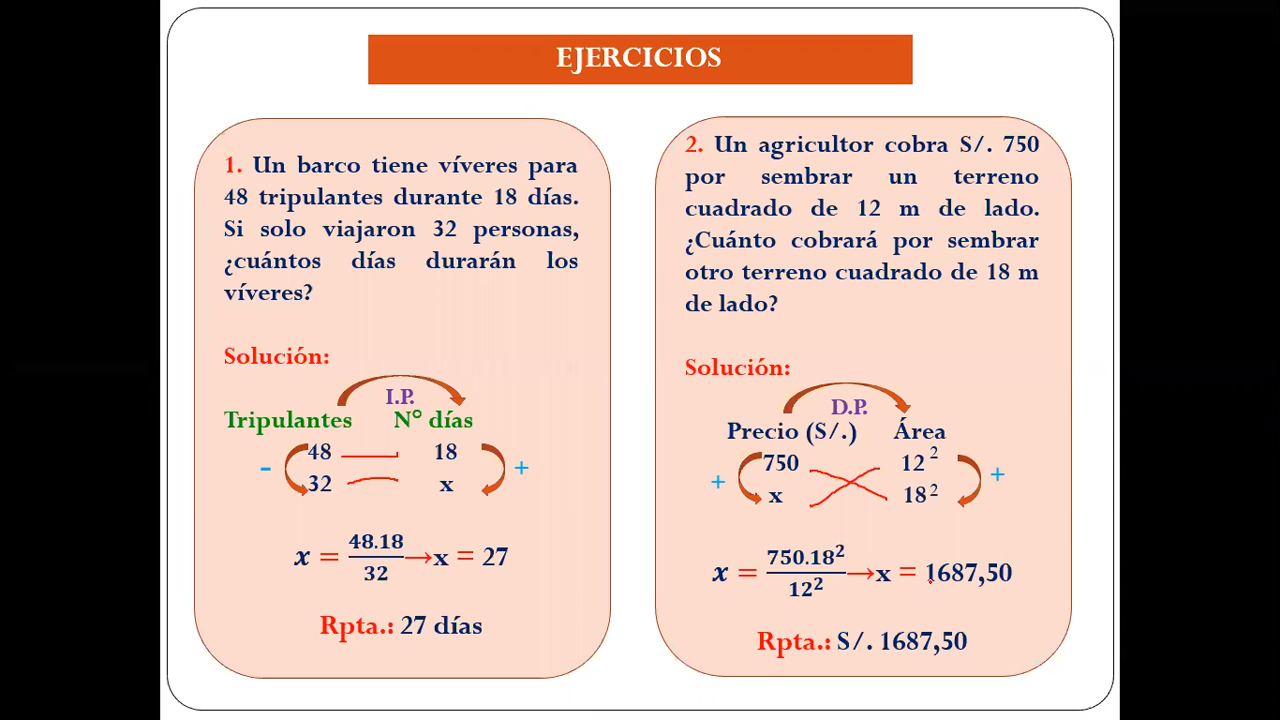 EJERCICIOS
1. Un barco tiene víveres para
48 tripulantes durante 18 días.
Si solo viajaron 32 personas,
¿cuántos días durarán los
víveres?
Solución:
I.P.
Tripulantes N° días
- 48 18 +
32 x
x = 48.18/32 → x = 27
Rpta.: 27 días
2. Un agricultor cobra S/. 750
por sembrar un terreno
cuadrado de 12 m de lado.
¿Cuánto cobrará por sembrar
otro terreno cuadrado de 18 m
de lado?
Solución:
D.P.
Precio (S/.) Área
+ 750 12² +
x 18²
x = 750.18²/12² → x = 1687,50
Rpta.: S/. 1687,50